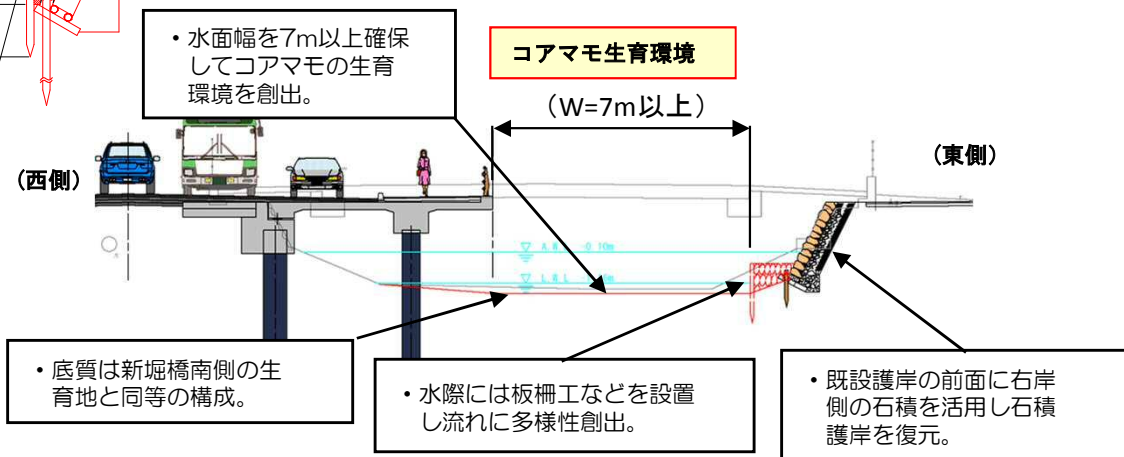 ・水面幅を7m以上確保
してコアマモの生育
環境を創出。
コアマモ生育環境
（W=7m以上）
（西側）
（東側）
・底質は新堀橋南側の生
育地と同等の構成。
・水際には板柵工などを設置
し流れに多様性創出。
・既設護岸の前面に右岸
側の石積を活用し石積
護岸を復元。